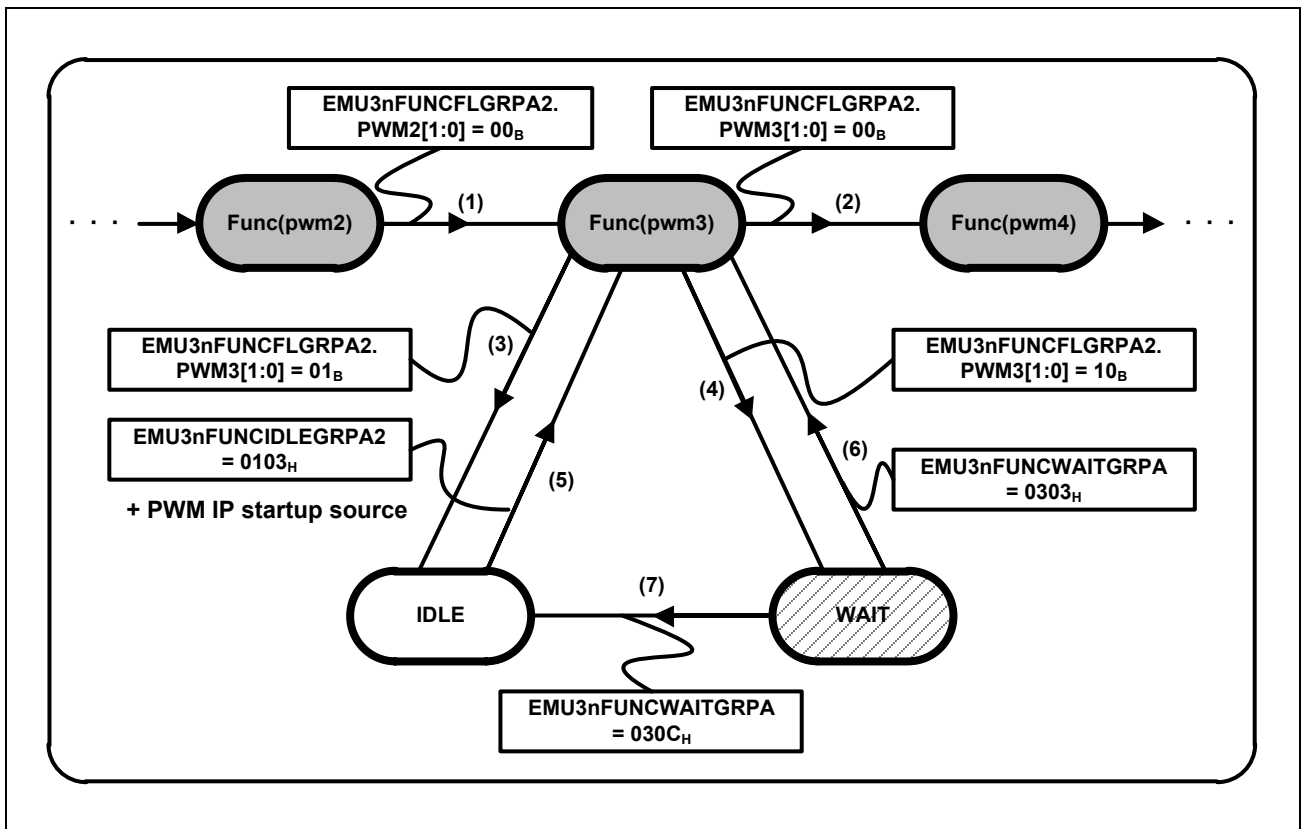 EMU3nFUNCFLGRPA2.
PWM2[1:0] = 00B
EMU3nFUNCFLGRPA2.
PWM3[1:0] = 00B
(1)
(2)
. . .
Func(pwm2)
Func(pwm3)
Func(pwm4)
. . .
EMU3nFUNCFLGRPA2.
PWM3[1:0] = 01B
(3)
(4)
EMU3nFUNCFLGRPA2.
PWM3[1:0] = 10B
EMU3nFUNCIDLEGRPA2
= 0103H
+ PWM IP startup source
(5)
(6)
EMU3nFUNCWAITGRPA
= 0303H
IDLE
(7)
WAIT
EMU3nFUNCWAITGRPA
= 030CH